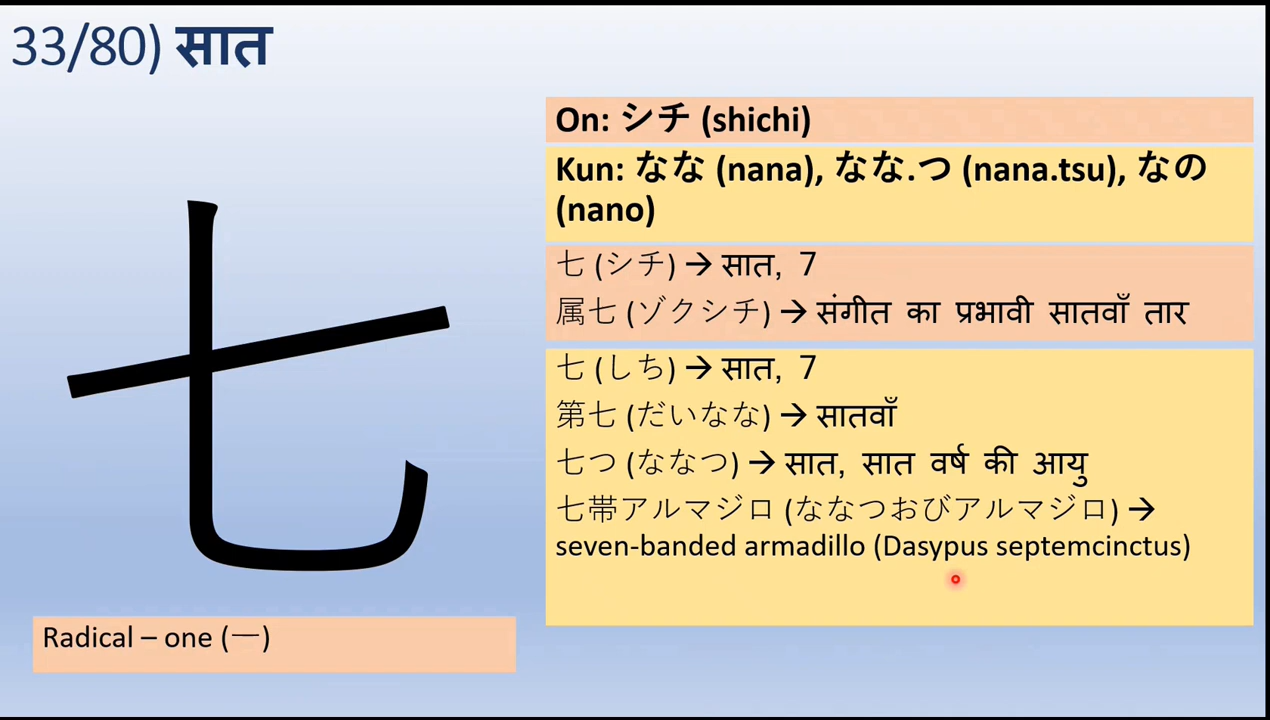 33/80) सात
七
On: シチ (shichi)
Kun: なな (nana), なな.つ (nana.tsu), なの
(nano)
七 (シチ) → सात, 7
属七 (ゾクシチ) → संगीत का प्रभावी सातवाँ तार
七 (しち) → सात, 7
第七 (だいなな) → सातवाँ
七つ (ななつ) → सात, सात वर्ष की आयु
七帯アルマジロ (ななつおびアルマジロ) →
seven-banded armadillo (Dasypus septemcinctus)
Radical – one (一)